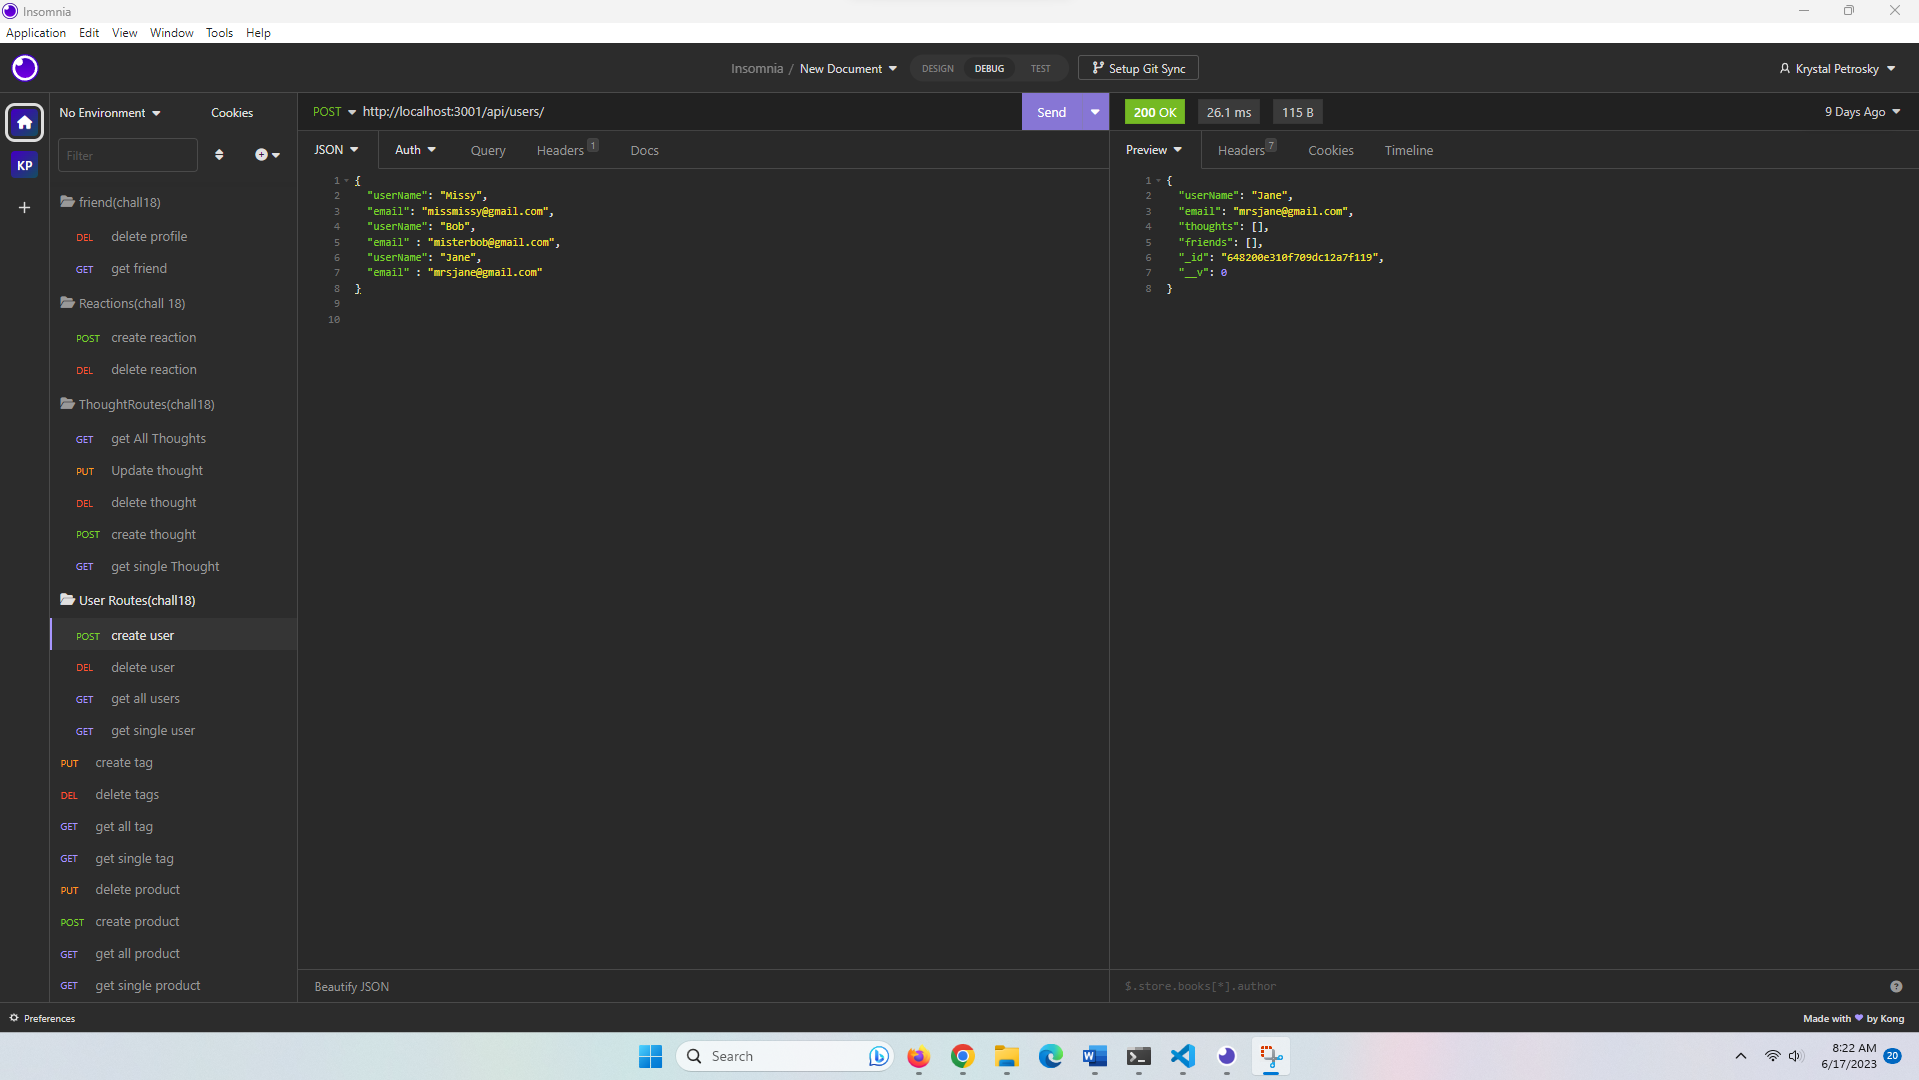 Insomnia
Application Edit View Window Tools Help
Insomnia / New Document DESIGN DEBUG TEST Setup Git Sync Krystal Petrosky
No Environment Cookies
Filter
KP
friend(chall18)
DEL delete profile
GET get friend
Reactions(chall 18)
POST create reaction
DEL delete reaction
ThoughtRoutes(chall18)
GET get All Thoughts
PUT Update thought
DEL delete thought
POST create thought
GET get single Thought
User Routes(chall18)
POST create user
DEL delete user
GET get all users
GET get single user
PUT create tag
DEL delete tags
GET get all tag
GET get single tag
PUT delete product
POST create product
GET get all product
GET get single product
POST http://localhost:3001/api/users/ Send
JSON Auth Query Headers 1 Docs
1 {
2 "userName": "Missy",
3 "email": "missmissy@gmail.com",
4 "userName": "Bob",
5 "email" : "misterbob@gmail.com",
6 "userName": "Jane",
7 "email" : "mrsjane@gmail.com"
8 }
9
10
Beautify JSON
200 OK 26.1 ms 115 B 9 Days Ago
Preview Headers 7 Cookies Timeline
1 {
2 "userName": "Jane",
3 "email": "mrsjane@gmail.com",
4 "thoughts": [],
5 "friends": [],
6 "_id": "648200e310f709dc12a7f119",
7 "__v": 0
8 }
$.store.books[*].author
Preferences Made with by Kong
Search
8:22 AM
6/17/2023
20